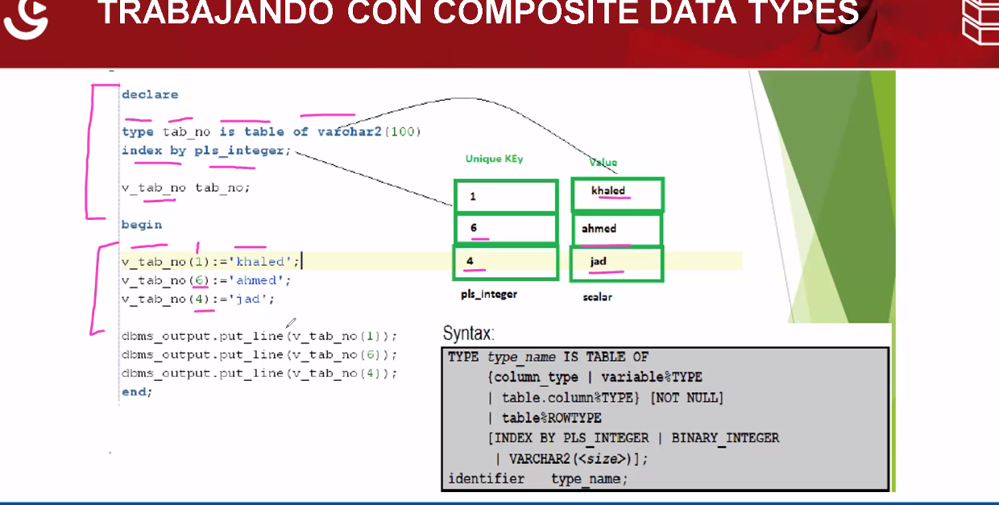 TRABAJANDO CON COMPOSITE DATA TYPES
declare
type tab_no is table of varchar2(100)
index by pls_integer;
v_tab_no tab_no;
begin
v_tab_no(1):='khaled';
v_tab_no(6):='ahmed';
v_tab_no(4):='jad';
dbms_output.put_line(v_tab_no(1));
dbms_output.put_line(v_tab_no(6));
dbms_output.put_line(v_tab_no(4));
end;
Unique KEy Value
1 khaled
6 ahmed
4 jad
pls_integer scalar
Syntax:
TYPE type_name IS TABLE OF
{column_type | variable%TYPE
| table.column%TYPE} [NOT NULL]
| table%ROWTYPE
[INDEX BY PLS_INTEGER | BINARY_INTEGER
| VARCHAR2(<size>)];
identifier type_name;